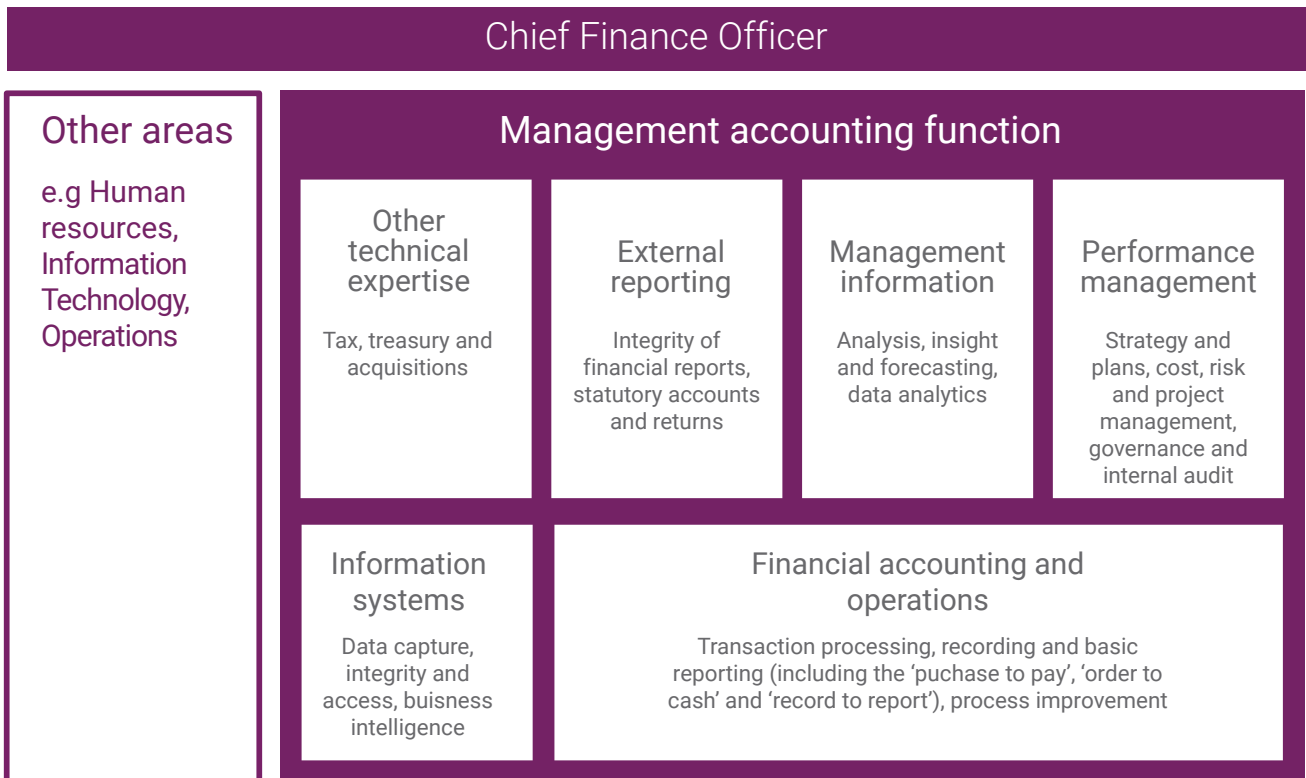 Chief Finance Officer
Other areas
e.g Human
resources,
Information
Technology,
Operations
Management accounting function
Other
technical
expertise
Tax, treasury and
acquisitions
External
reporting
Integrity of
financial reports,
statutory accounts
and returns
Management
information
Analysis, insight
and forecasting,
data analytics
Performance
management
Strategy and
plans, cost, risk
and project
management,
governance and
internal audit
Information
systems
Data capture,
integrity and
access, buisness
intelligence
Financial accounting and
operations
Transaction processing, recording and basic
reporting (including the ‘puchase to pay’, ‘order to
cash’ and ‘record to report’), process improvement